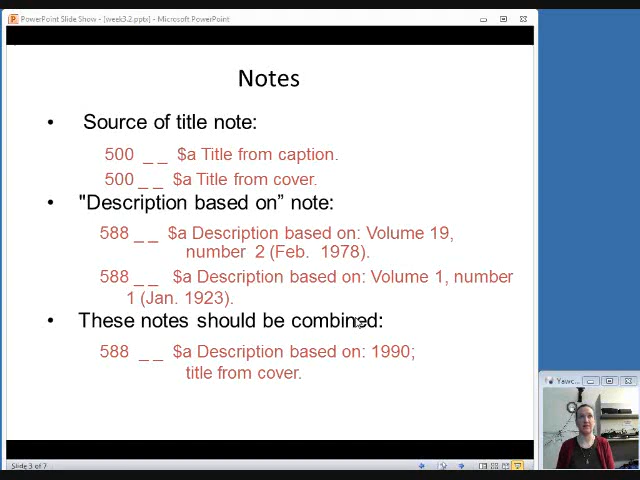 PowerPoint Slide Show - [week3.2.pptx] - Microsoft PowerPoint
Notes
• Source of title note:
500 _ _ $a Title from caption.
500 _ _ $a Title from cover.
• "Description based on” note:
588 _ _ $a Description based on: Volume 19,
number 2 (Feb. 1978).
588 _ _ $a Description based on: Volume 1, number
1 (Jan. 1923).
• These notes should be combined:
588 _ _ $a Description based on: 1990;
title from cover.
Yawc...
Slide 3 of 7